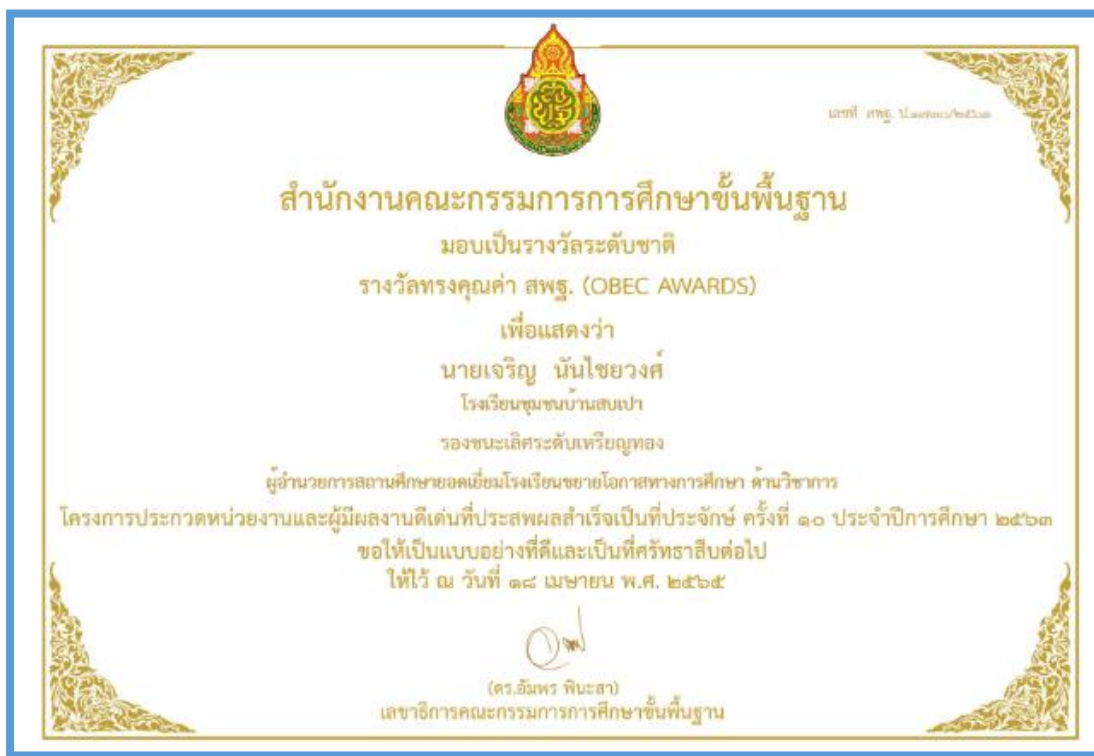 เลขที่ สพฐ.
สำนักงานคณะกรรมการการศึกษาขั้นพื้นฐาน
มอบเป็นรางวัลระดับชาติ
รางวัลทรงคุณค่า สพฐ. (OBEC AWARDS)
เพื่อแสดงว่า
นายเจริญ นันไชยวงศ์
โรงเรียนชุมชนบ้านสบเปา
รองชนะเลิศระดับเหรียญทอง
ผู้อำนวยการสถานศึกษายอดเยี่ยมโรงเรียนขยายโอกาสทางการศึกษา ด้านวิชาการ
โครงการประกวดหน่วยงานและผู้มีผลงานดีเด่นที่ประสพผลสำเร็จเป็นที่ประจักษ์ ครั้งที่ ๑๐ ประจำปีการศึกษา ๒๕๖๓
ขอให้เป็นแบบอย่างที่ดีและเป็นที่ศรัทธาสืบต่อไป
ให้ไว้ ณ วันที่ ๑๘ เมษายน พ.ศ. ๒๕๖๕
(ดร.อัมพร พินะสา)
เลขาธิการคณะกรรมการการศึกษาขั้นพื้นฐาน